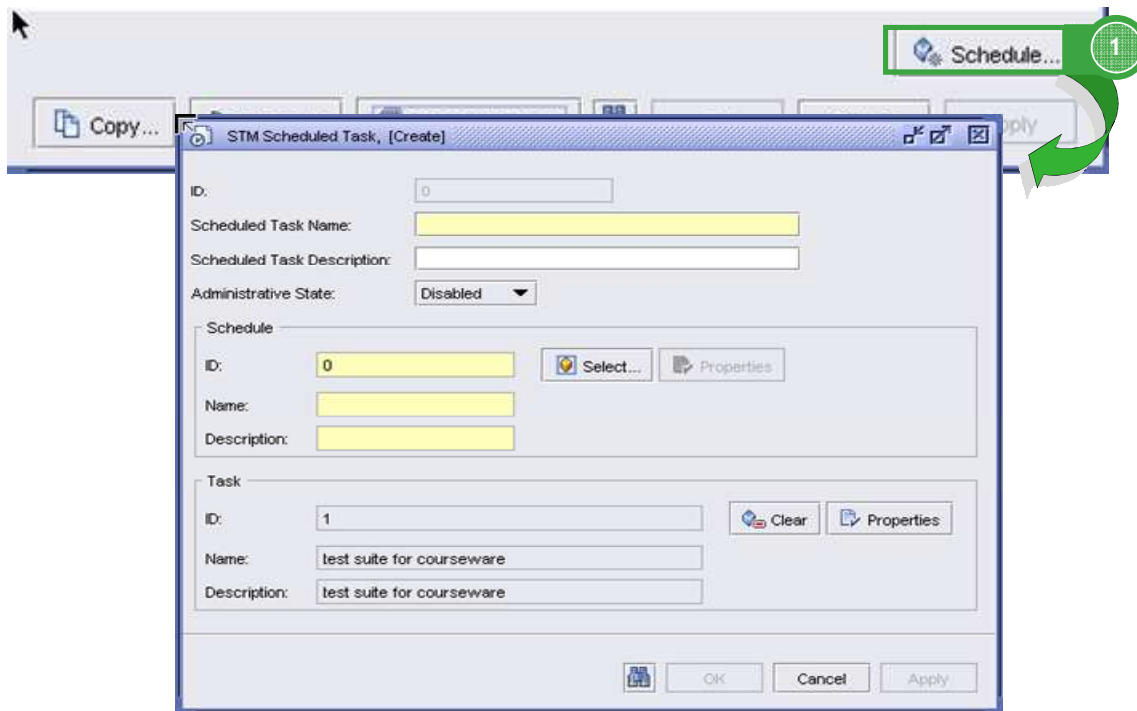 Schedule...
1
Copy...
ply
STM Scheduled Task, [Create]
ID:
0
Scheduled Task Name:
Scheduled Task Description:
Administrative State:
Disabled
Schedule
ID:
0
Select...
Properties
Name:
Description:
Task
ID:
1
Clear
Properties
Name:
test suite for courseware
Description:
test suite for courseware
OK
Cancel
Apply